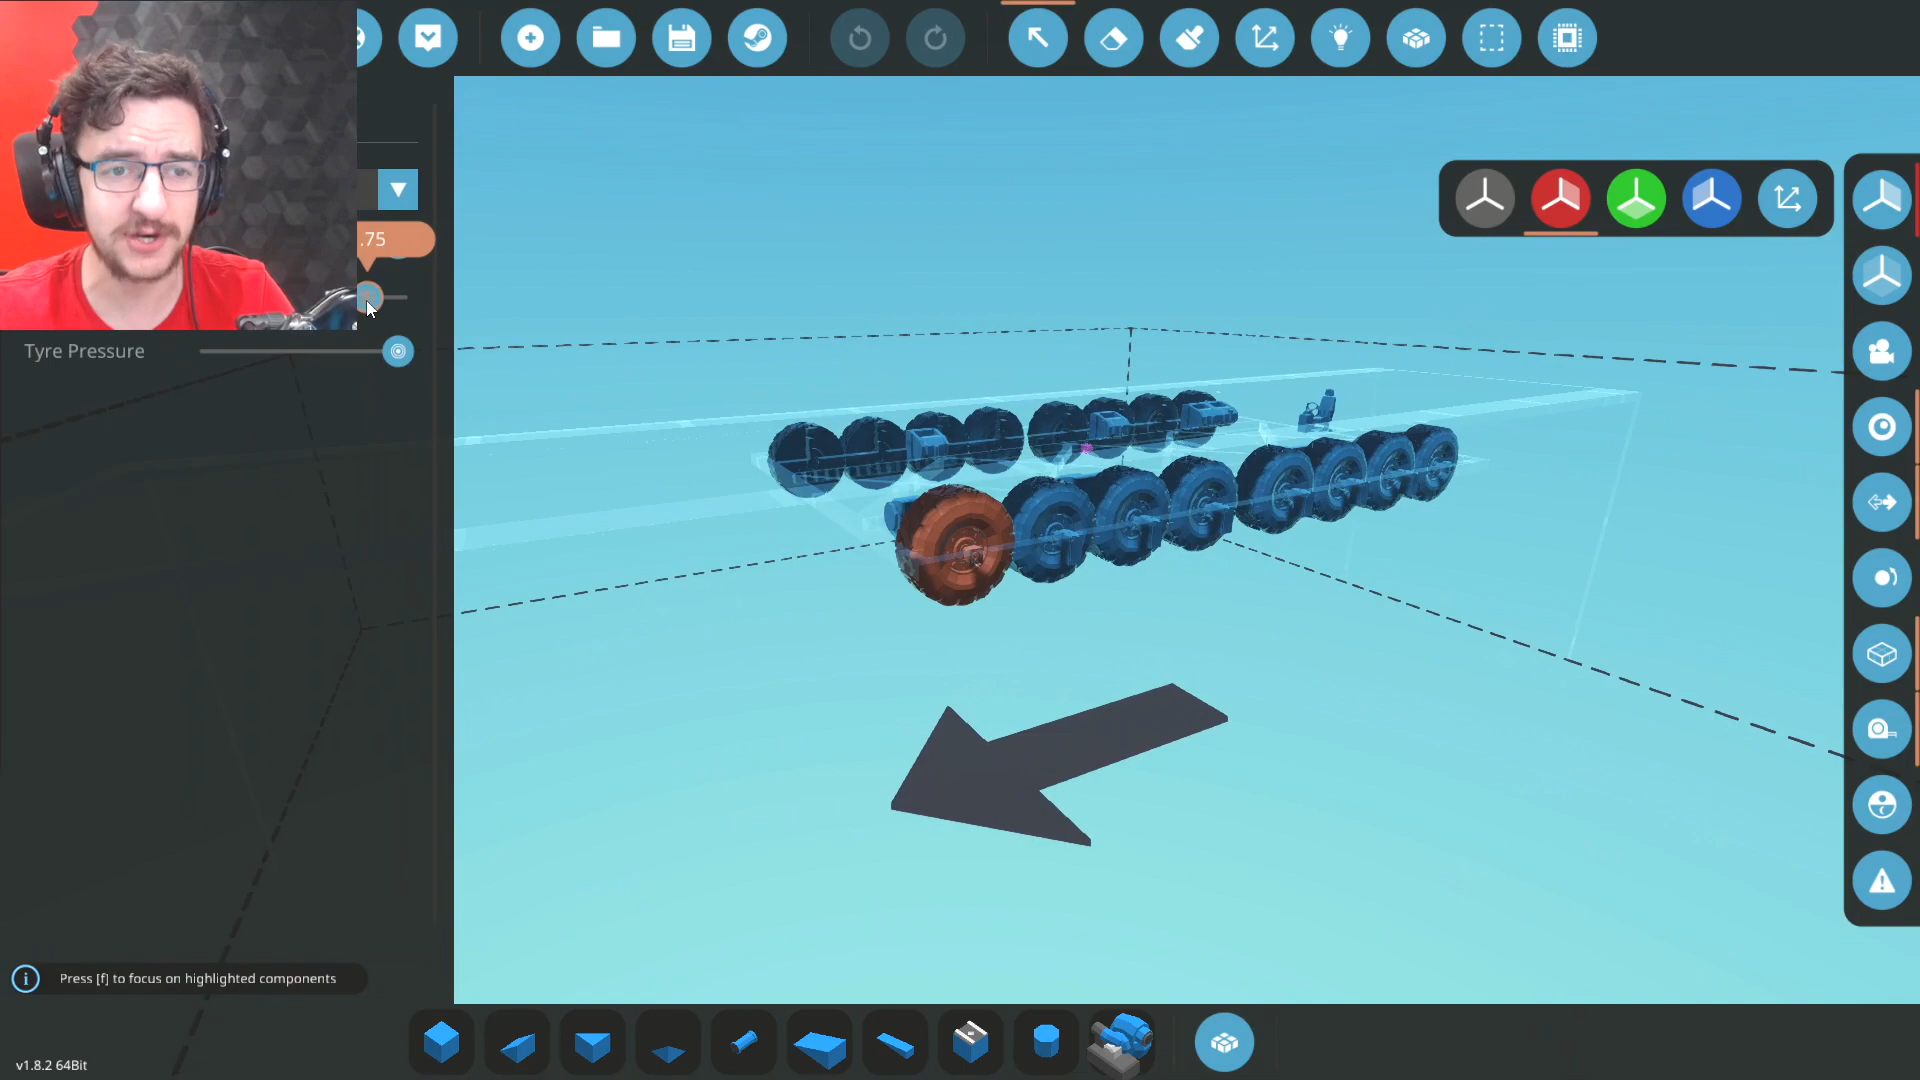 .75
Tyre Pressure
Press [f] to focus on highlighted components
v1.8.2 64Bit